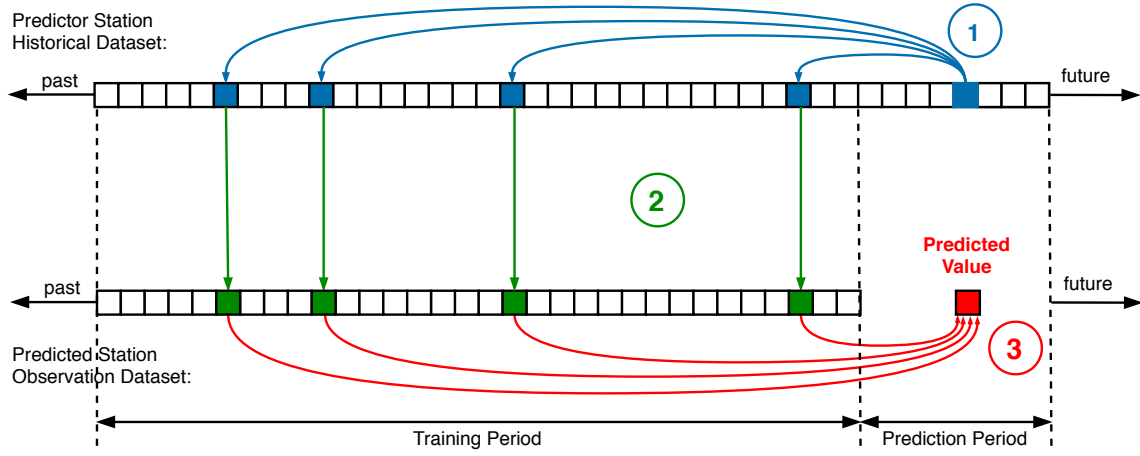 Predictor Station
Historical Dataset:
1
past
future
2
Predicted
Value
past
future
3
Predicted Station
Observation Dataset:
Training Period
Prediction Period